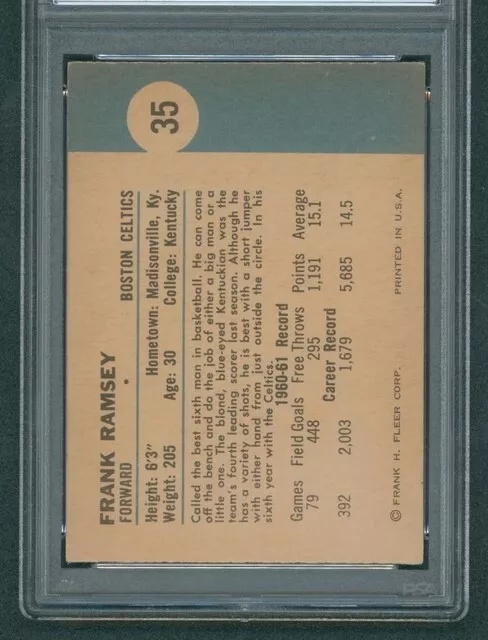 35
FRANK RAMSEY
FORWARD • BOSTON CELTICS
Height: 6'3" Hometown: Madisonville, Ky.
Weight: 205 Age: 30 College: Kentucky
Called the best sixth man in basketball. He can come
off the bench and do the job of either a big man or a
little one. The blond, blue-eyed Kentuckian was the
team's fourth leading scorer last season. Although he
has a variety of shots, he is best with a short jumper
with either hand from just outside the circle. In his
sixth year with the Celtics.
1960-61 Record
Games Field Goals Free Throws Points Average
79 448 295 1,191 15.1
Career Record
392 2,003 1,679 5,685 14.5
© FRANK H. FLEER CORP. PRINTED IN U.S.A.
PSA